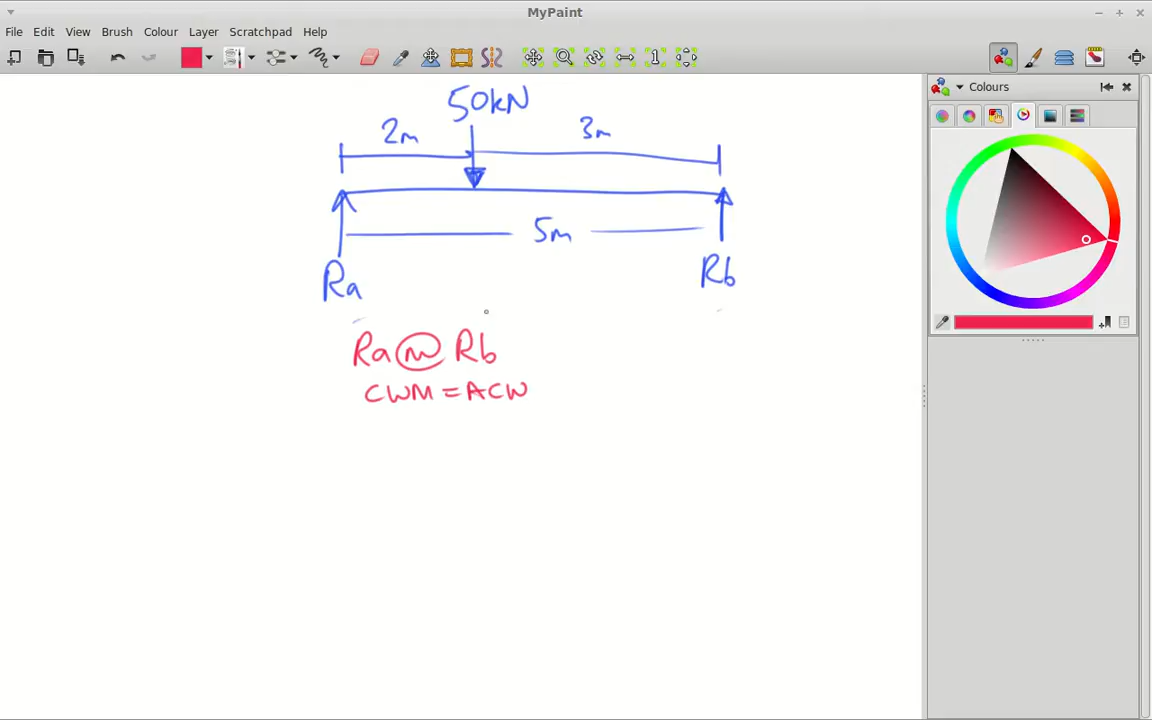 MyPaint
File Edit View Brush Colour Layer Scratchpad Help
Colours
50kN
2m 3m
5m
Ra Rb
Ra m Rb
CWM = ACW